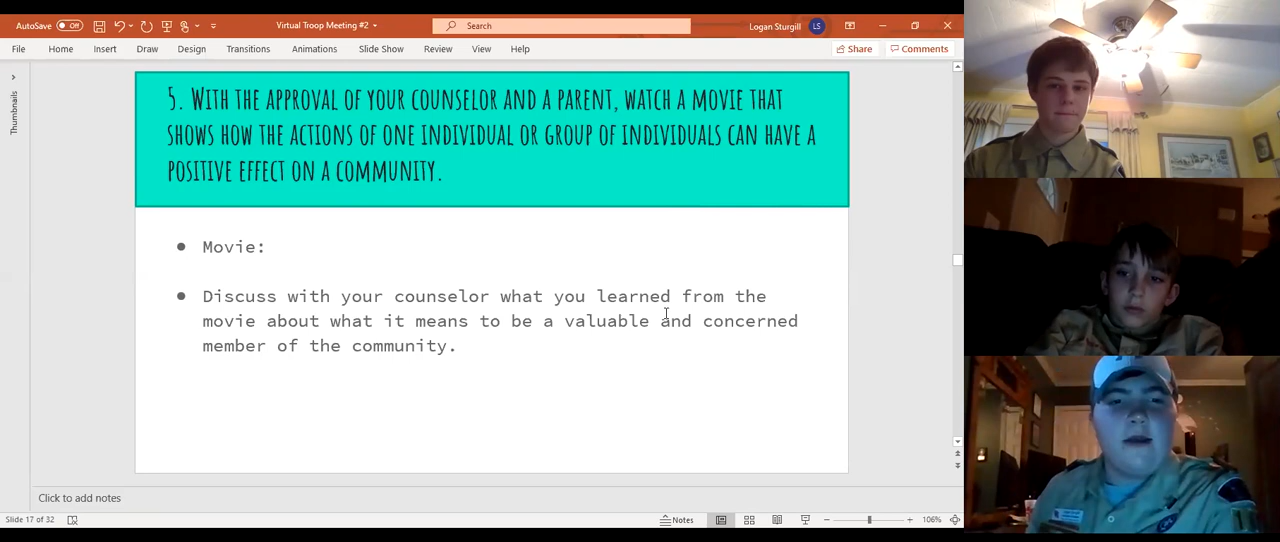 AutoSave Off Virtual Troop Meeting #2 Search Logan Sturgill LS
File Home Insert Draw Design Transitions Animations Slide Show Review View Help Share Comments
Thumbnails
5. WITH THE APPROVAL OF YOUR COUNSELOR AND A PARENT, WATCH A MOVIE THAT
SHOWS HOW THE ACTIONS OF ONE INDIVIDUAL OR GROUP OF INDIVIDUALS CAN HAVE A
POSITIVE EFFECT ON A COMMUNITY.
● Movie:
● Discuss with your counselor what you learned from the
movie about what it means to be a valuable and concerned
member of the community.
Click to add notes
Slide 17 of 32 Notes 106%